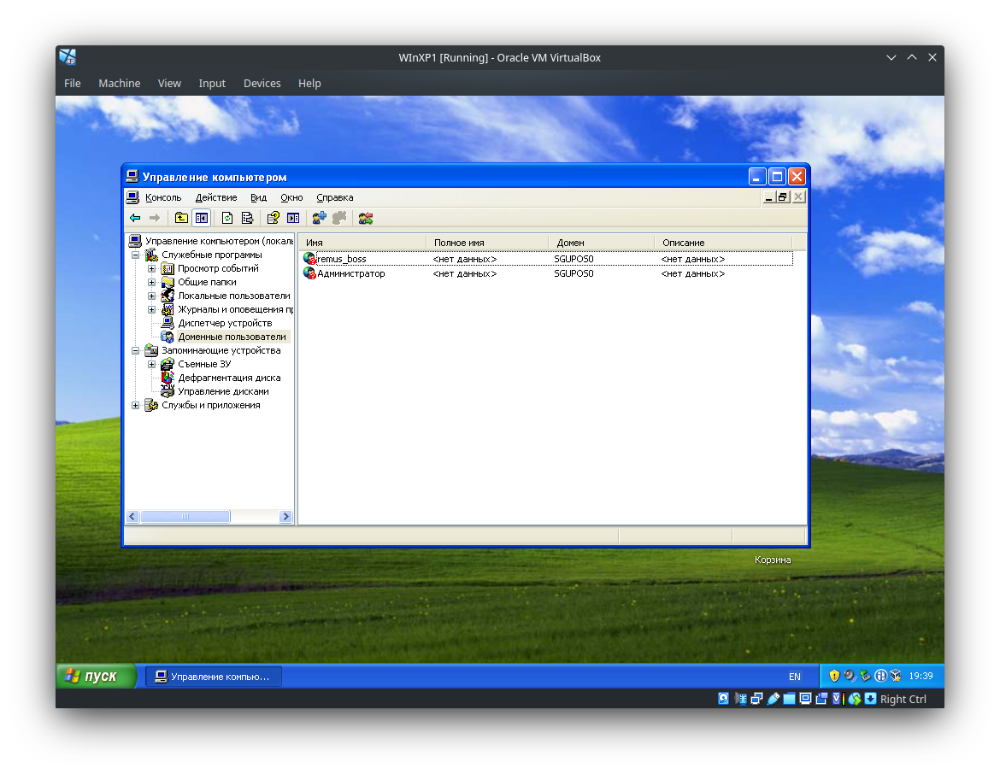 WInXP1 [Running] - Oracle VM VirtualBox
File Machine View Input Devices Help
Управление компьютером
Консоль Действие Вид Окно Справка
Управление компьютером (локаль
Служебные программы
Просмотр событий
Общие папки
Локальные пользователи
Журналы и оповещения пр
Диспетчер устройств
Доменные пользователи
Запоминающие устройства
Съемные ЗУ
Дефрагментация диска
Управление дисками
Службы и приложения
Имя Полное имя Домен Описание
remus_boss <нет данных> SGUPOS0 <нет данных>
Администратор <нет данных> SGUPOS0 <нет данных>
Корзина
пуск Управление компью... EN 19:39
Right Ctrl